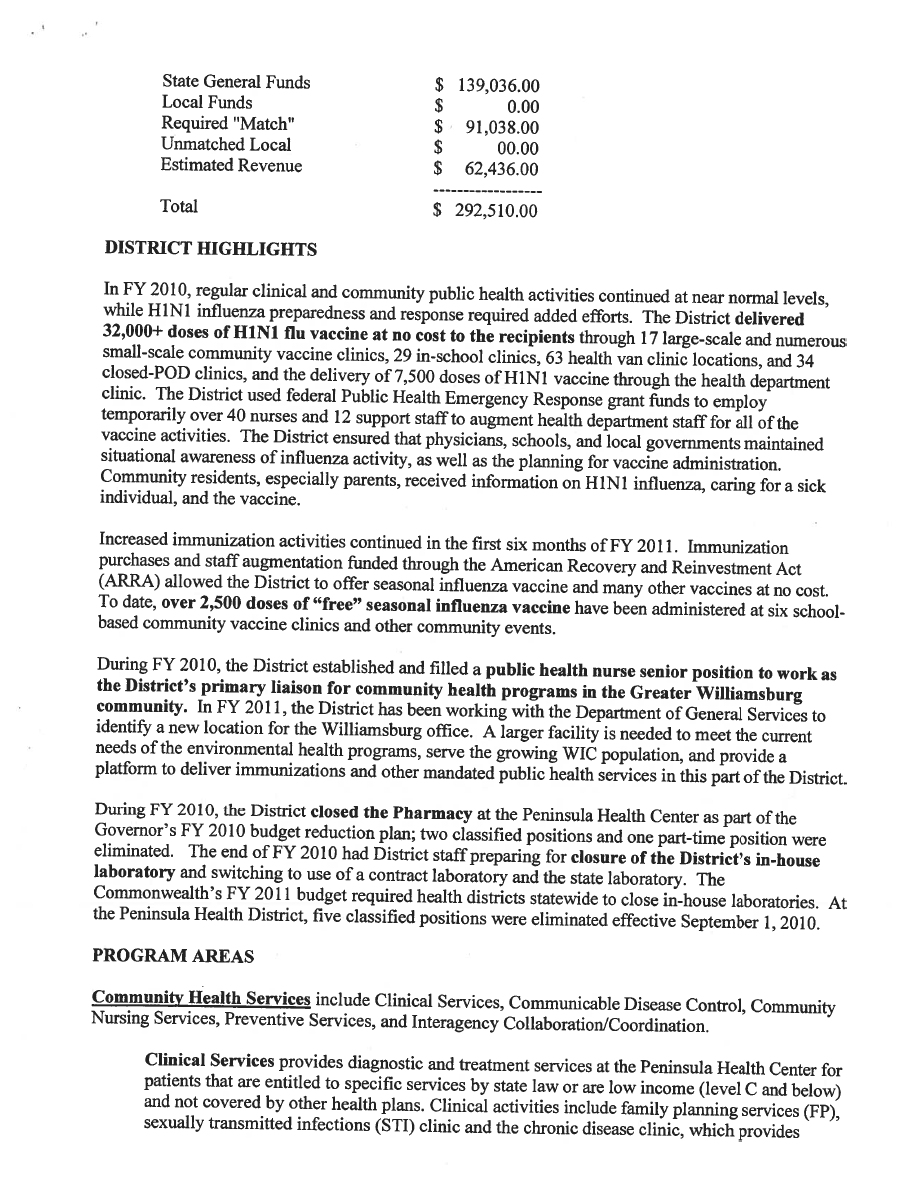 State General Funds $ 139,036.00
Local Funds $ 0.00
Required "Match" $ 91,038.00
Unmatched Local $ 00.00
Estimated Revenue $ 62,436.00
------------------
Total $ 292,510.00
DISTRICT HIGHLIGHTS
In FY 2010, regular clinical and community public health activities continued at near normal levels,
while H1N1 influenza preparedness and response required added efforts. The District delivered
32,000+ doses of H1N1 flu vaccine at no cost to the recipients through 17 large-scale and numerous
small-scale community vaccine clinics, 29 in-school clinics, 63 health van clinic locations, and 34
closed-POD clinics, and the delivery of 7,500 doses of H1N1 vaccine through the health department
clinic. The District used federal Public Health Emergency Response grant funds to employ
temporarily over 40 nurses and 12 support staff to augment health department staff for all of the
vaccine activities. The District ensured that physicians, schools, and local governments maintained
situational awareness of influenza activity, as well as the planning for vaccine administration.
Community residents, especially parents, received information on H1N1 influenza, caring for a sick
individual, and the vaccine.
Increased immunization activities continued in the first six months of FY 2011. Immunization
purchases and staff augmentation funded through the American Recovery and Reinvestment Act
(ARRA) allowed the District to offer seasonal influenza vaccine and many other vaccines at no cost.
To date, over 2,500 doses of “free” seasonal influenza vaccine have been administered at six school-
based community vaccine clinics and other community events.
During FY 2010, the District established and filled a public health nurse senior position to work as
the District’s primary liaison for community health programs in the Greater Williamsburg
community. In FY 2011, the District has been working with the Department of General Services to
identify a new location for the Williamsburg office. A larger facility is needed to meet the current
needs of the environmental health programs, serve the growing WIC population, and provide a
platform to deliver immunizations and other mandated public health services in this part of the District.
During FY 2010, the District closed the Pharmacy at the Peninsula Health Center as part of the
Governor’s FY 2010 budget reduction plan; two classified positions and one part-time position were
eliminated. The end of FY 2010 had District staff preparing for closure of the District’s in-house
laboratory and switching to use of a contract laboratory and the state laboratory. The
Commonwealth’s FY 2011 budget required health districts statewide to close in-house laboratories. At
the Peninsula Health District, five classified positions were eliminated effective September 1, 2010.
PROGRAM AREAS
Community Health Services include Clinical Services, Communicable Disease Control, Community
Nursing Services, Preventive Services, and Interagency Collaboration/Coordination.
Clinical Services provides diagnostic and treatment services at the Peninsula Health Center for
patients that are entitled to specific services by state law or are low income (level C and below)
and not covered by other health plans. Clinical activities include family planning services (FP),
sexually transmitted infections (STI) clinic and the chronic disease clinic, which provides